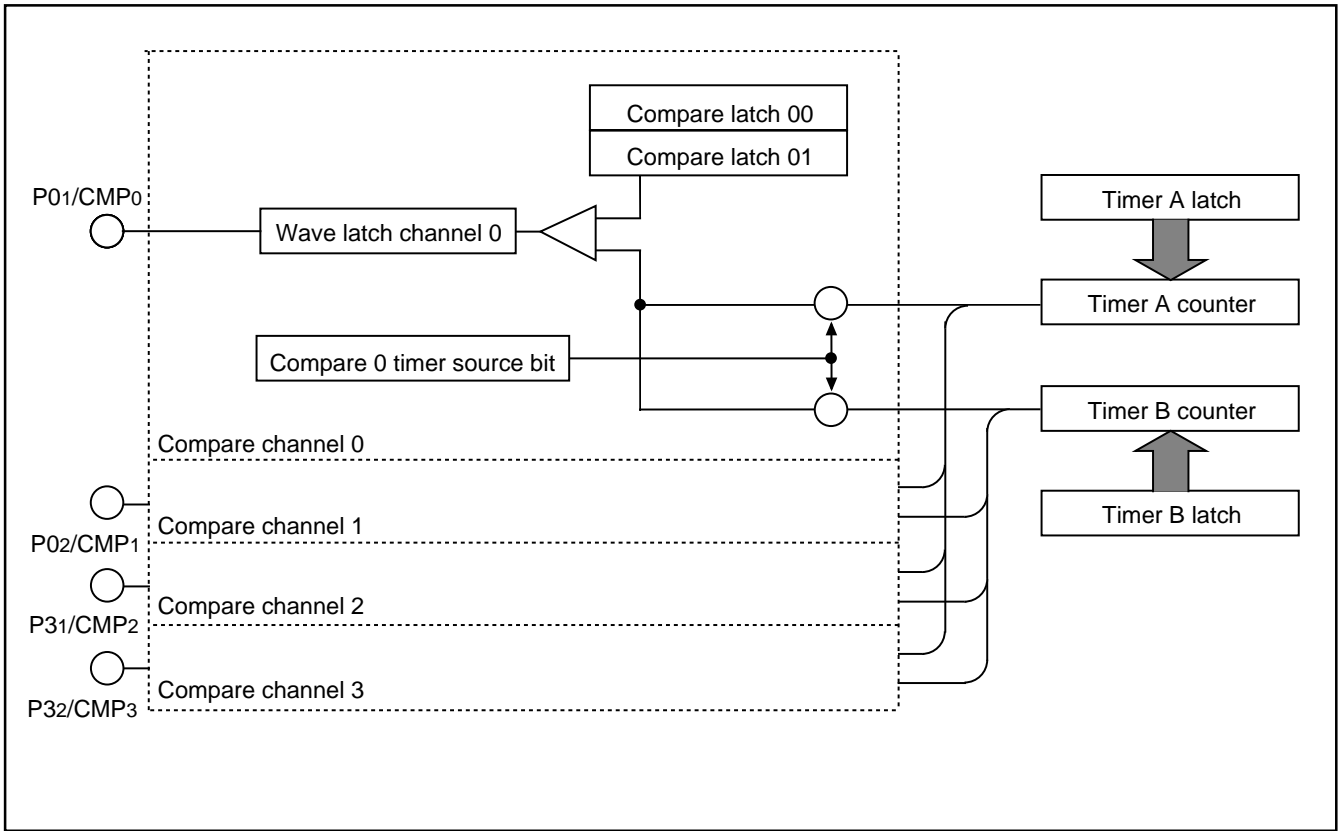 Compare latch 00
Compare latch 01
P01/CMP0
Wave latch channel 0
Timer A latch
Timer A counter
Compare 0 timer source bit
Timer B counter
Compare channel 0
Timer B latch
Compare channel 1
P02/CMP1
Compare channel 2
P31/CMP2
Compare channel 3
P32/CMP3